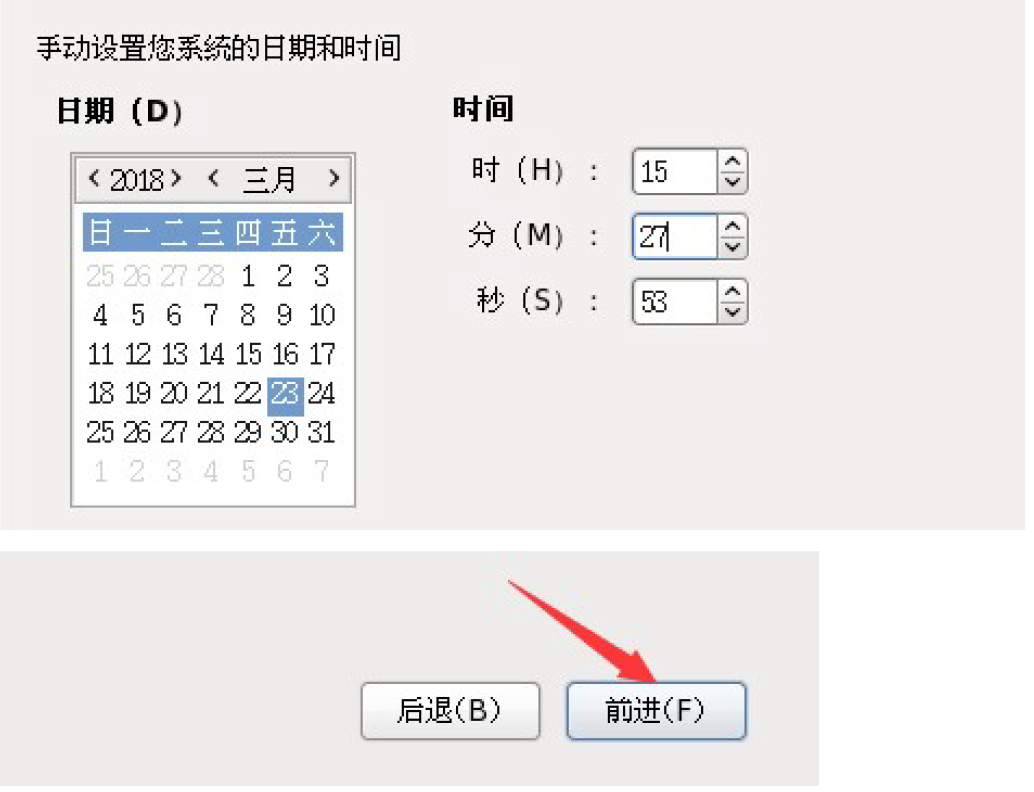 手动设置您系统的日期和时间
日期（D）
时间
< 2018 > < 三月 >
日 一 二 三 四 五 六
25 26 27 28 1 2 3
4 5 6 7 8 9 10
11 12 13 14 15 16 17
18 19 20 21 22 23 24
25 26 27 28 29 30 31
1 2 3 4 5 6 7
时（H）： 15
分（M）： 27
秒（S）： 53
后退(B)
前进(F)